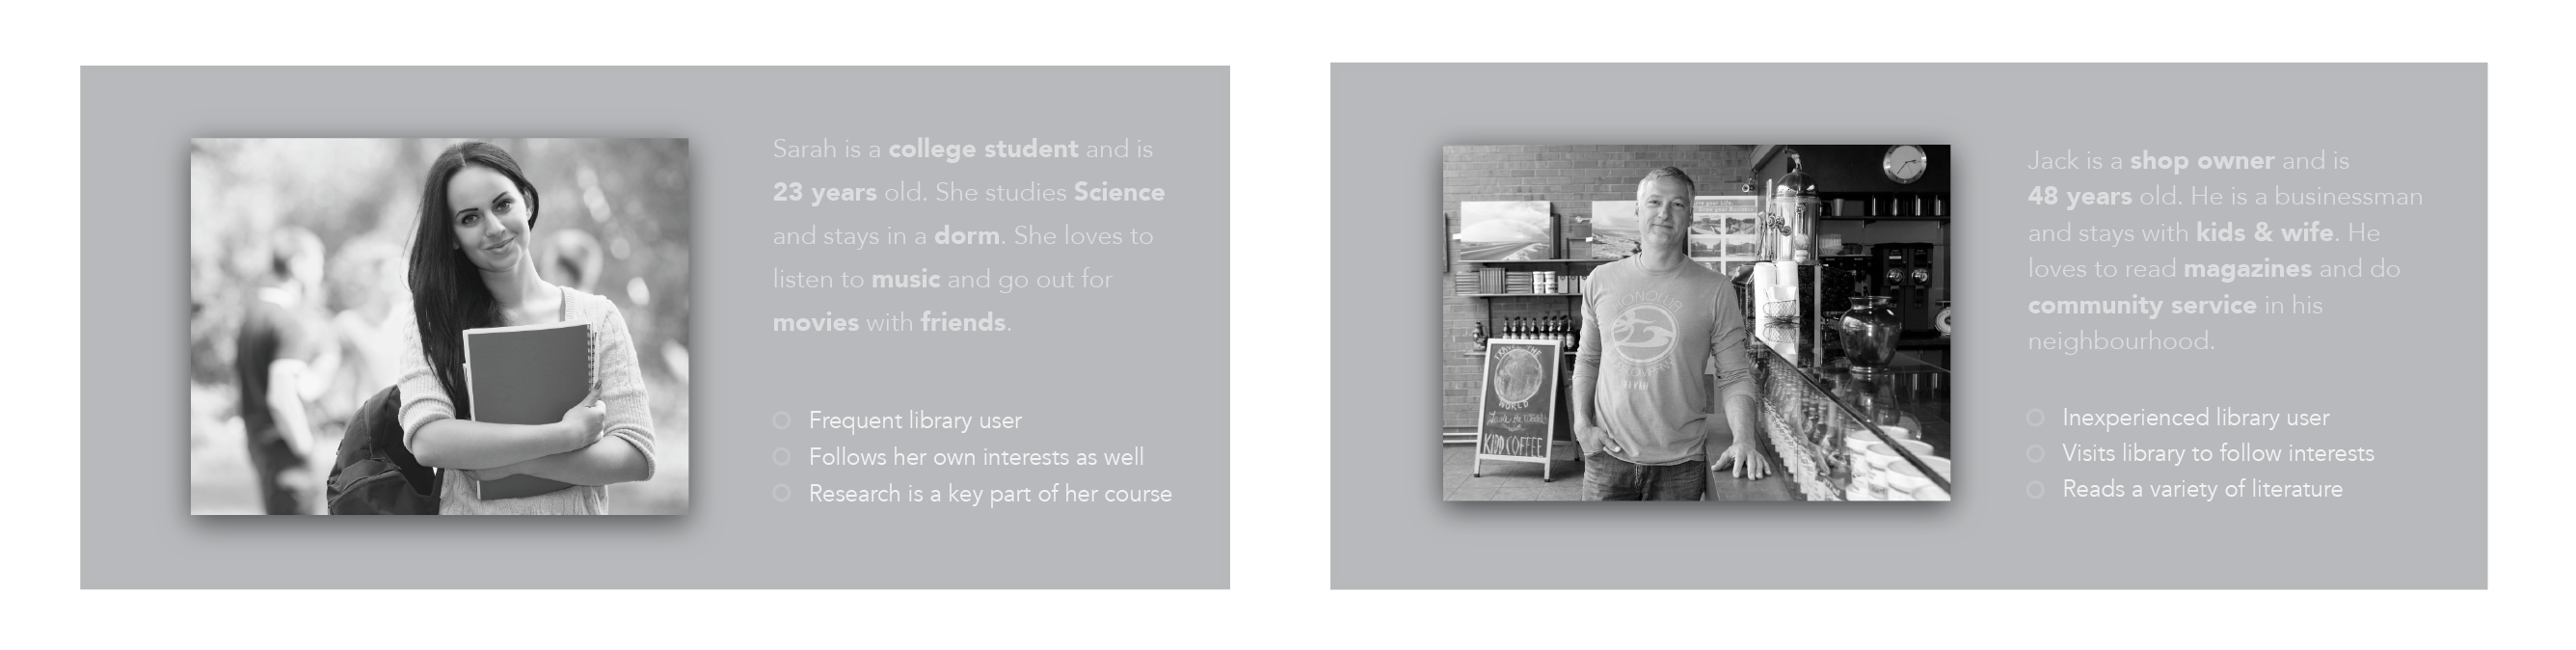 Sarah is a college student and is
23 years old. She studies Science
and stays in a dorm. She loves to
listen to music and go out for
movies with friends.
Frequent library user
Follows her own interests as well
Research is a key part of her course
Jack is a shop owner and is
48 years old. He is a businessman
and stays with kids & wife. He
loves to read magazines and do
community service in his
neighbourhood.
Inexperienced library user
Visits library to follow interests
Reads a variety of literature
HONOLUA
TRAVEL THE
WORLD
KIDD COFFEE